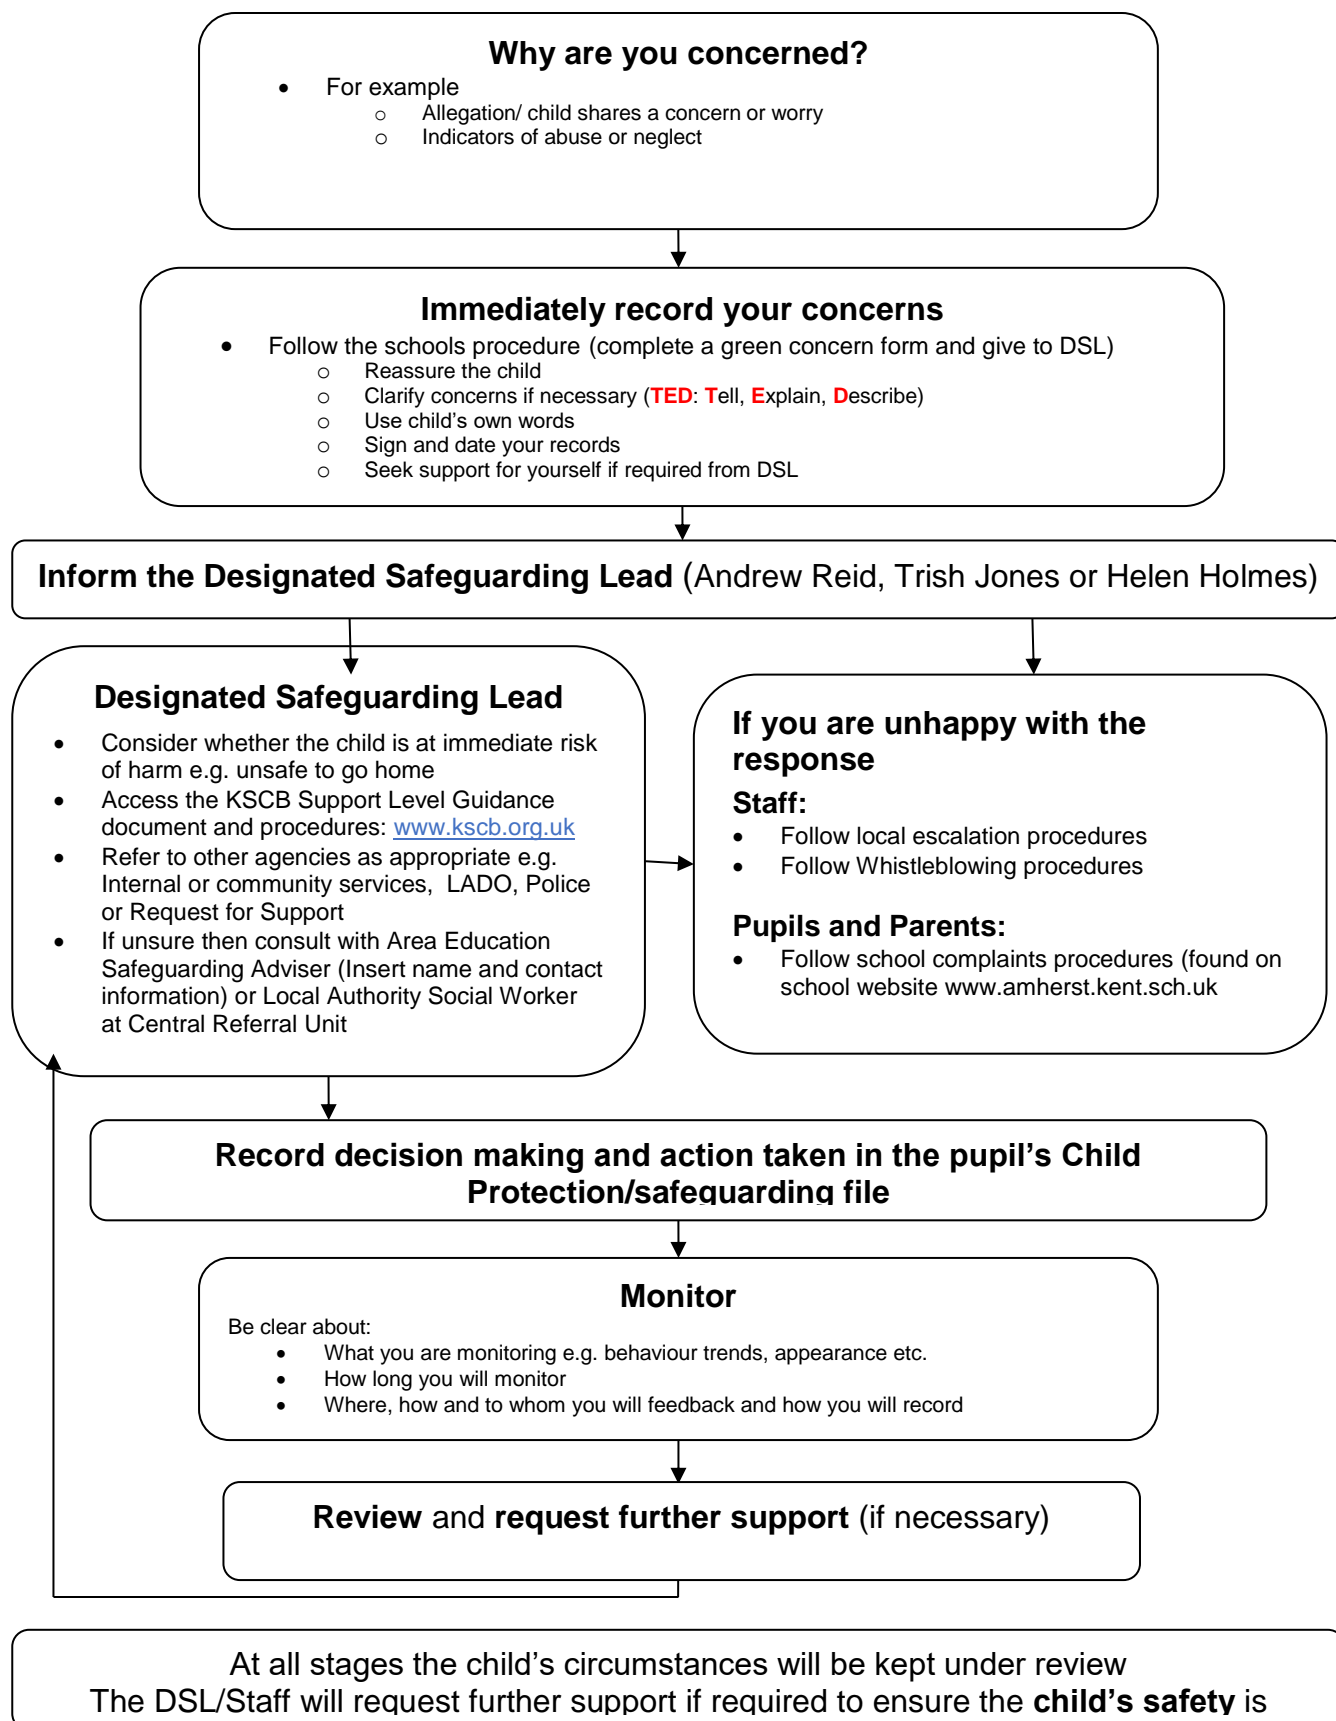 Why are you concerned?
• For example
o Allegation/ child shares a concern or worry
o Indicators of abuse or neglect
Immediately record your concerns
• Follow the schools procedure (complete a green concern form and give to DSL)
o Reassure the child
o Clarify concerns if necessary (TED: Tell, Explain, Describe)
o Use child’s own words
o Sign and date your records
o Seek support for yourself if required from DSL
Inform the Designated Safeguarding Lead (Andrew Reid, Trish Jones or Helen Holmes)
Designated Safeguarding Lead
• Consider whether the child is at immediate risk
of harm e.g. unsafe to go home
• Access the KSCB Support Level Guidance
document and procedures: www.kscb.org.uk
• Refer to other agencies as appropriate e.g.
Internal or community services, LADO, Police
or Request for Support
• If unsure then consult with Area Education
Safeguarding Adviser (Insert name and contact
information) or Local Authority Social Worker
at Central Referral Unit
If you are unhappy with the
response
Staff:
• Follow local escalation procedures
• Follow Whistleblowing procedures
Pupils and Parents:
• Follow school complaints procedures (found on
school website www.amherst.kent.sch.uk
Record decision making and action taken in the pupil’s Child
Protection/safeguarding file
Monitor
Be clear about:
• What you are monitoring e.g. behaviour trends, appearance etc.
• How long you will monitor
• Where, how and to whom you will feedback and how you will record
Review and request further support (if necessary)
At all stages the child’s circumstances will be kept under review
The DSL/Staff will request further support if required to ensure the child’s safety is